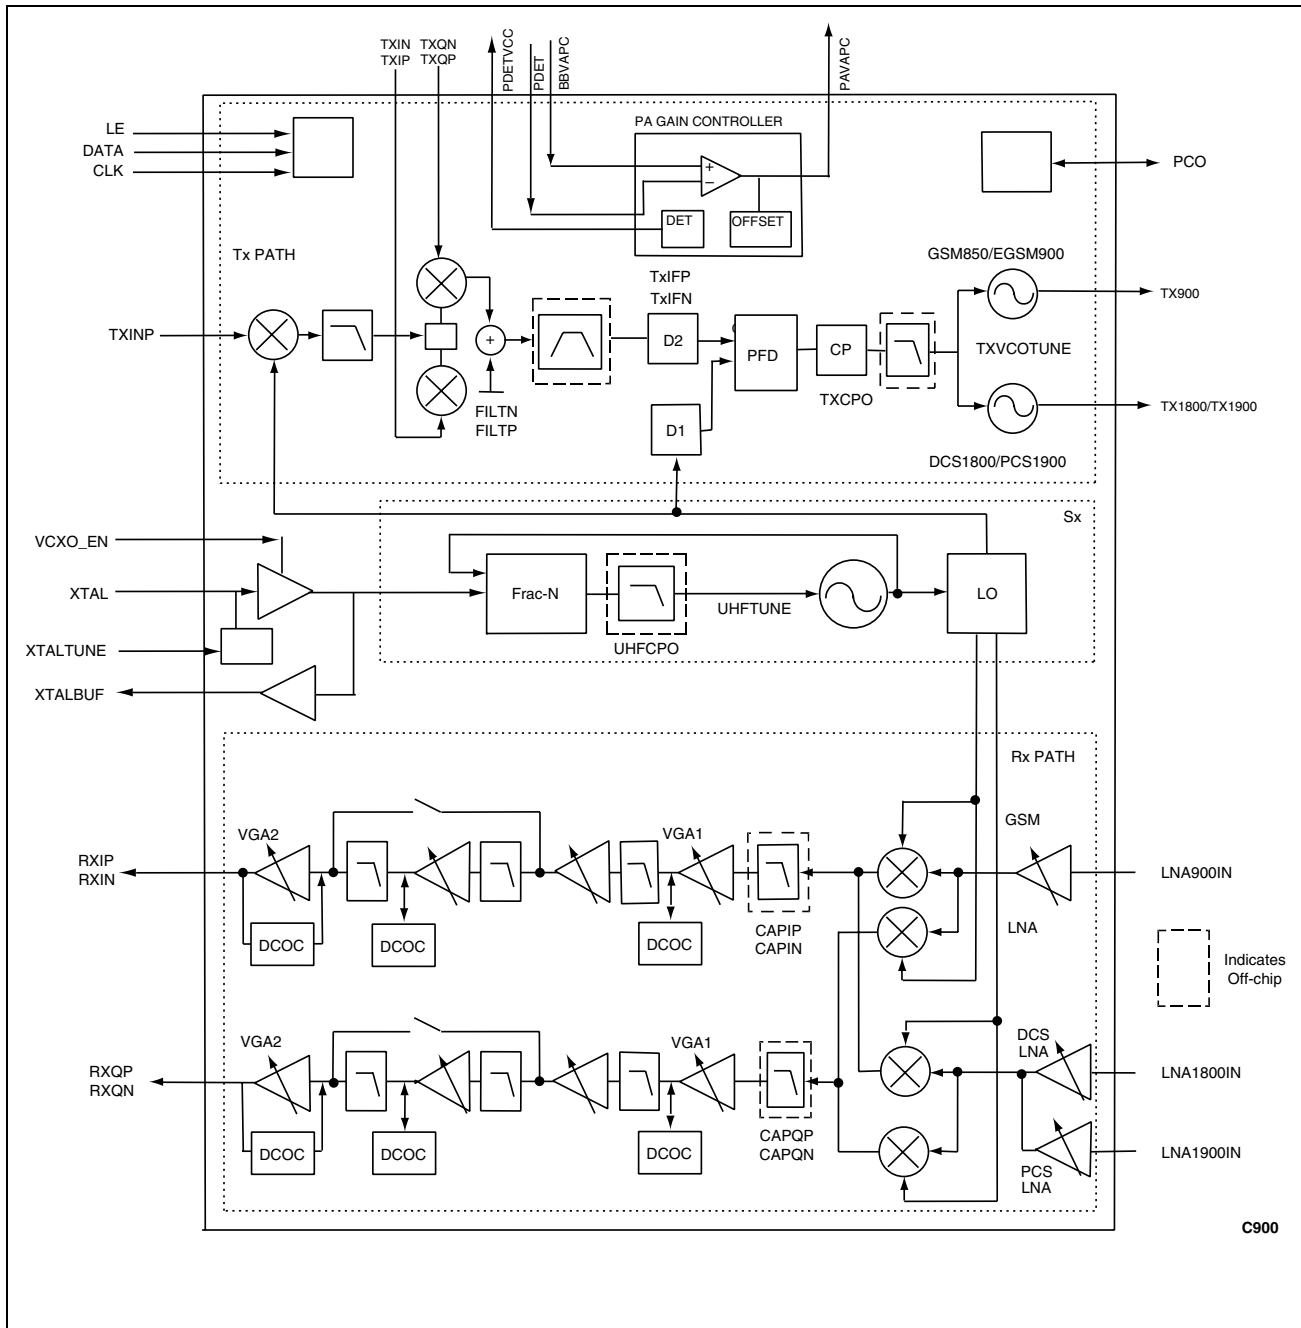 TXIN TXQN
TXIP TXQP
PDETVCC
PDET
BBVAPC
PAVAPC
PA GAIN CONTROLLER
LE
DATA
CLK
PCO
+
−
DET
OFFSET
Tx PATH
GSM850/EGSM900
TxIFP
TxIFN
TX900
TXINP
+
D2
PFD
CP
TXVCOTUNE
TXCPO
FILTN
FILTP
TX1800/TX1900
D1
DCS1800/PCS1900
Sx
VCXO_EN
XTAL
Frac-N
UHFTUNE
LO
XTALTUNE
UHFCPO
XTALBUF
Rx PATH
GSM
VGA2
VGA1
RXIP
RXIN
LNA900IN
LNA
CAPIP
CAPIN
DCOC
DCOC
DCOC
Indicates
Off-chip
VGA2
VGA1
DCS
LNA
RXQP
RXQN
LNA1800IN
CAPQP
CAPQN
DCOC
DCOC
DCOC
LNA1900IN
PCS
LNA
C900